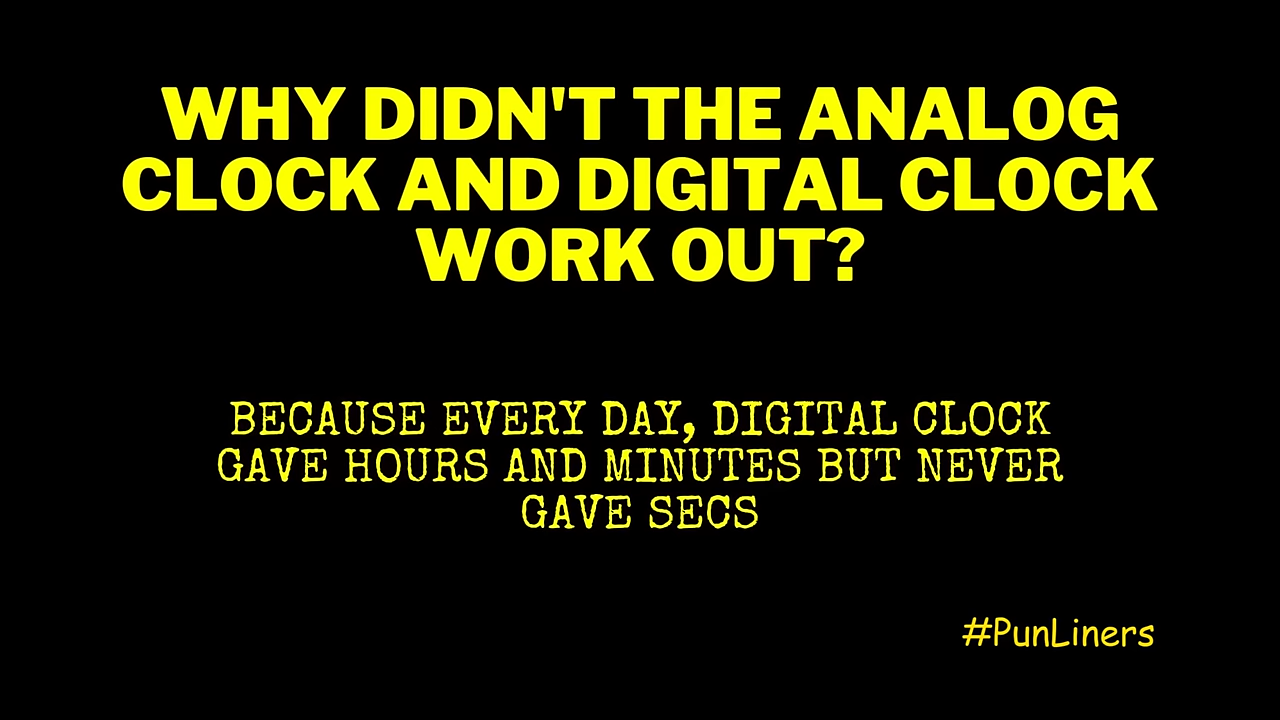 WHY DIDN'T THE ANALOG
CLOCK AND DIGITAL CLOCK
WORK OUT?
BECAUSE EVERY DAY, DIGITAL CLOCK
GAVE HOURS AND MINUTES BUT NEVER
GAVE SECS
#PunLiners